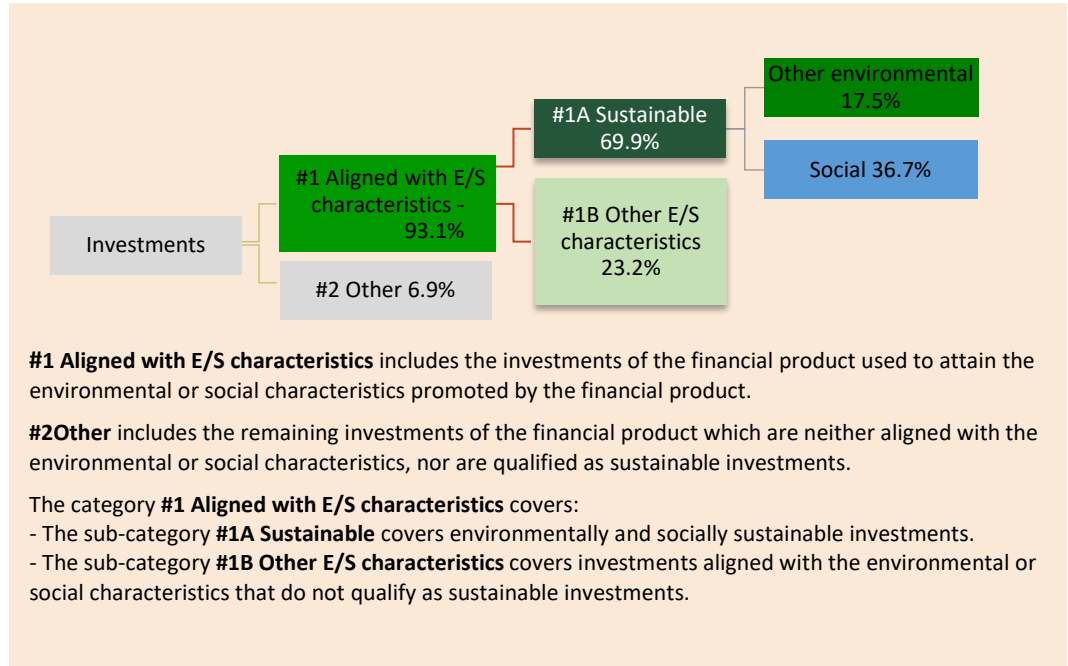 Other environmental
17.5%
#1A Sustainable
69.9%
Social 36.7%
#1 Aligned with E/S
characteristics -
93.1%
#1B Other E/S
characteristics
23.2%
Investments
#2 Other 6.9%
#1 Aligned with E/S characteristics includes the investments of the financial product used to attain the
environmental or social characteristics promoted by the financial product.
#2Other includes the remaining investments of the financial product which are neither aligned with the
environmental or social characteristics, nor are qualified as sustainable investments.
The category #1 Aligned with E/S characteristics covers:
- The sub-category #1A Sustainable covers environmentally and socially sustainable investments.
- The sub-category #1B Other E/S characteristics covers investments aligned with the environmental or
social characteristics that do not qualify as sustainable investments.